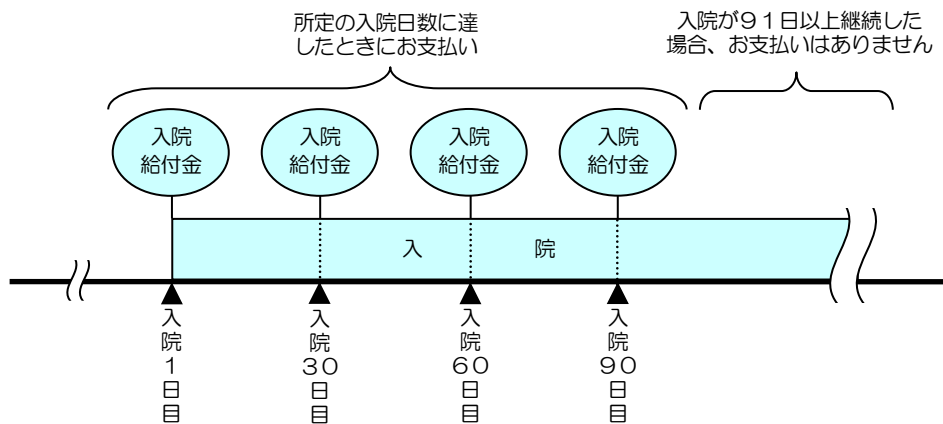 所定の入院日数に達
したときにお支払い
入院が９１日以上継続した
場合、お支払いはありません
入院
給付金
入院
給付金
入院
給付金
入院
給付金
入　院
入院１日目
入院３０日目
入院６０日目
入院９０日目